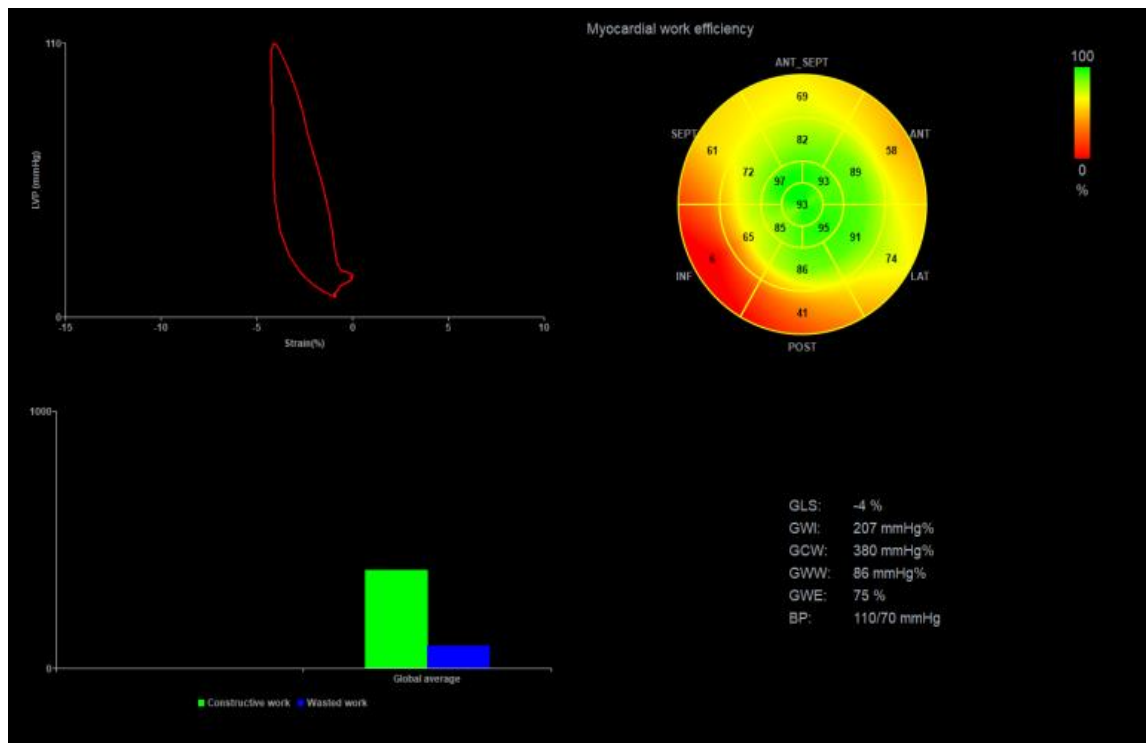 Myocardial work efficiency
110
LVP (mmHg)
0
-15
-10
-5
0
5
10
Strain(%)
ANT_SEPT
SEPT
ANT
INF
LAT
POST
69
61
58
82
72
89
97
93
93
85
95
65
91
74
86
41
100
0
%
1000
0
Global average
Constructive work
Wasted work
GLS: -4 %
GWI: 207 mmHg%
GCW: 380 mmHg%
GWW: 86 mmHg%
GWE: 75 %
BP: 110/70 mmHg